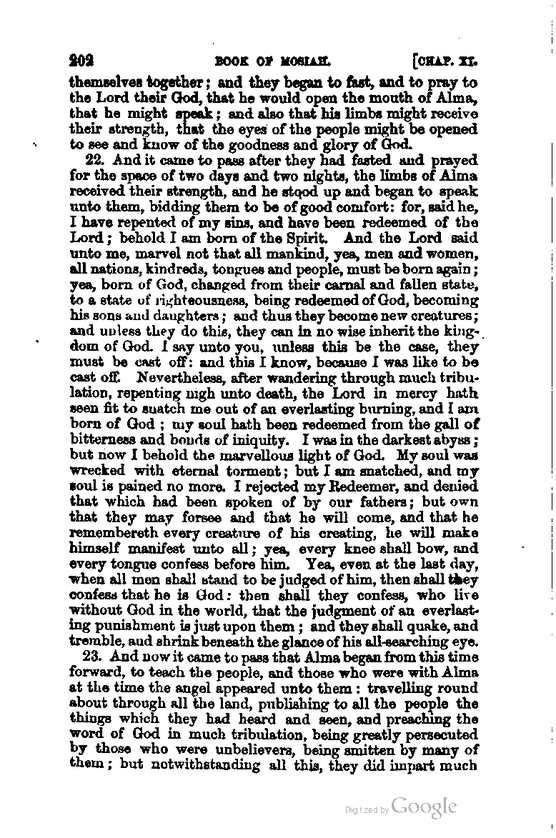 202 BOOK OF MOSIAH. [CHAP. XI.
themselves together; and they began to fast, and to pray to
the Lord their God, that he would open the mouth of Alma,
that he might speak; and also that his limbs might receive
their strength, that the eyes of the people might be opened
to see and know of the goodness and glory of God.
22. And it came to pass after they had fasted and prayed
for the space of two days and two nights, the limbs of Alma
received their strength, and he stood up and began to speak
unto them, bidding them to be of good comfort: for, said he,
I have repented of my sins, and have been redeemed of the
Lord; behold I am born of the Spirit. And the Lord said
unto me, marvel not that all mankind, yea, men and women,
all nations, kindreds, tongues and people, must be born again;
yea, born of God, changed from their carnal and fallen state,
to a state of righteousness, being redeemed of God, becoming
his sons and daughters; and thus they become new creatures;
and unless they do this, they can in no wise inherit the king-
dom of God. I say unto you, unless this be the case, they
must be cast off: and this I know, because I was like to be
cast off. Nevertheless, after wandering through much tribu-
lation, repenting nigh unto death, the Lord in mercy hath
seen fit to snatch me out of an everlasting burning, and I am
born of God; my soul hath been redeemed from the gall of
bitterness and bonds of iniquity. I was in the darkest abyss;
but now I behold the marvellous light of God. My soul was
wrecked with eternal torment; but I am snatched, and my
soul is pained no more. I rejected my Redeemer, and denied
that which had been spoken of by our fathers; but own
that they may forsee and that he will come, and that he
remembereth every creature of his creating, he will make
himself manifest unto all; yea, every knee shall bow, and
every tongue confess before him. Yea, even at the last day,
when all men shall stand to be judged of him, then shall they
confess that he is God: then shall they confess, who live
without God in the world, that the judgment of an everlast-
ing punishment is just upon them; and they shall quake, and
tremble, and shrink beneath the glance of his all-searching eye.
23. And now it came to pass that Alma began from this time
forward, to teach the people, and those who were with Alma
at the time the angel appeared unto them: travelling round
about through all the land, publishing to all the people the
things which they had heard and seen, and preaching the
word of God in much tribulation, being greatly persecuted
by those who were unbelievers, being smitten by many of
them; but notwithstanding all this, they did impart much
Digitized by Google